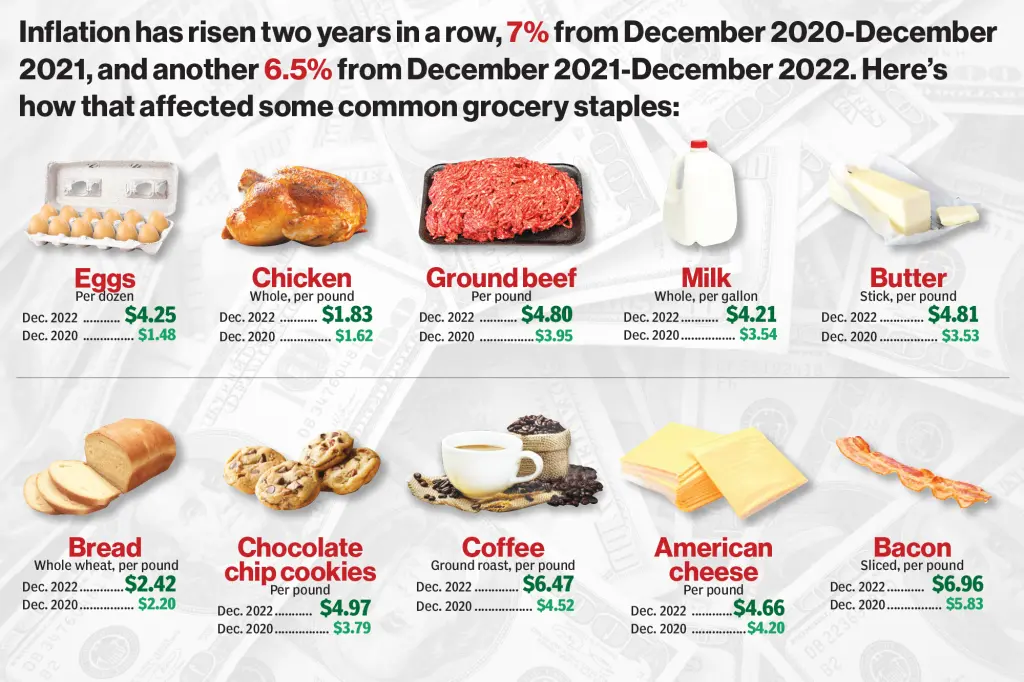 Inflation has risen two years in a row, 7% from December 2020-December
2021, and another 6.5% from December 2021-December 2022. Here’s
how that affected some common grocery staples:
Eggs
Per dozen
Dec. 2022 ........... $4.25
Dec. 2020 ............... $1.48
Chicken
Whole, per pound
Dec. 2022 ........... $1.83
Dec. 2020 ............... $1.62
Ground beef
Per pound
Dec. 2022 ........... $4.80
Dec. 2020 ................$3.95
Milk
Whole, per gallon
Dec. 2022........... $4.21
Dec. 2020................ $3.54
Butter
Stick, per pound
Dec. 2022 ............. $4.81
Dec. 2020 ................. $3.53
Bread
Whole wheat, per pound
Dec. 2022 .............$2.42
Dec. 2020................ $2.20
Chocolate
chip cookies
Per pound
Dec. 2022 ........... $4.97
Dec. 2020................ $3.79
Coffee
Ground roast, per pound
Dec. 2022 .............. $6.47
Dec. 2020 ................. $4.52
American
cheese
Per pound
Dec. 2022 ............$4.66
Dec. 2020 ................$4.20
Bacon
Sliced, per pound
Dec. 2022 ........... $6.96
Dec. 2020................ $5.83